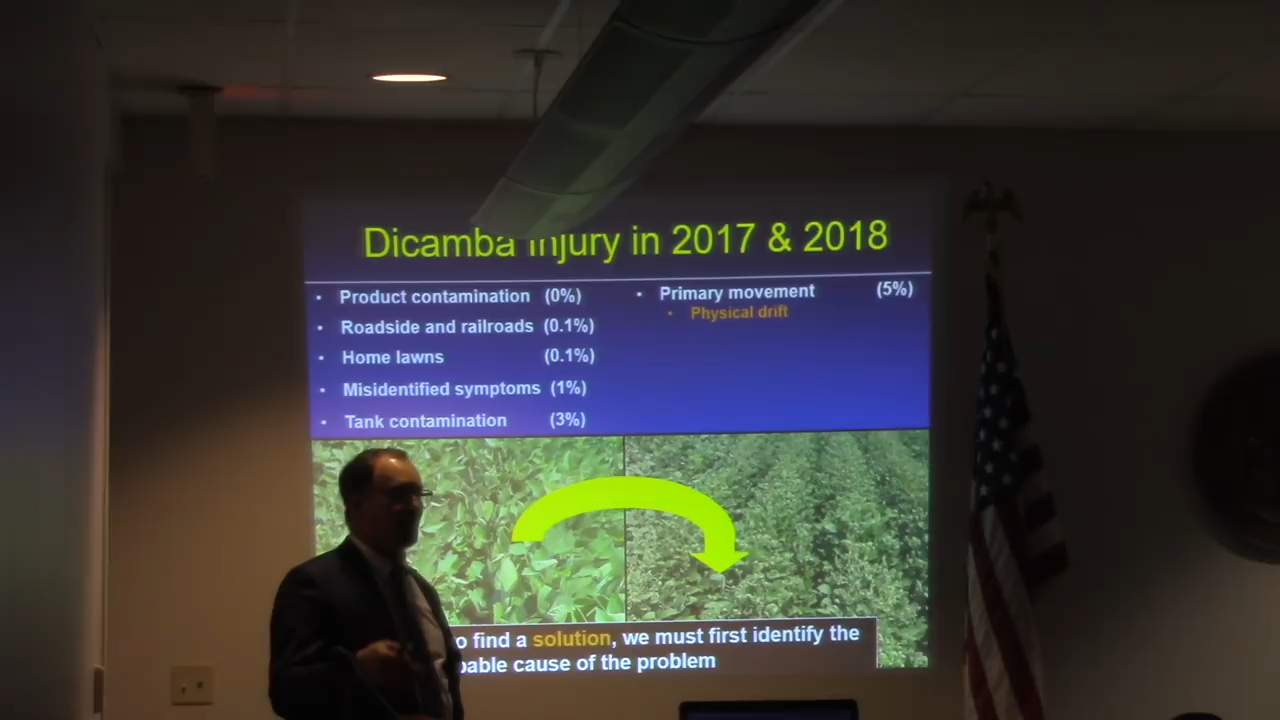 Dicamba Injury in 2017 & 2018
• Product contamination (0%)
• Roadside and railroads (0.1%)
• Home lawns (0.1%)
• Misidentified symptoms (1%)
• Tank contamination (3%)
• Primary movement (5%)
• Physical drift
o find a solution, we must first identify the
bable cause of the problem